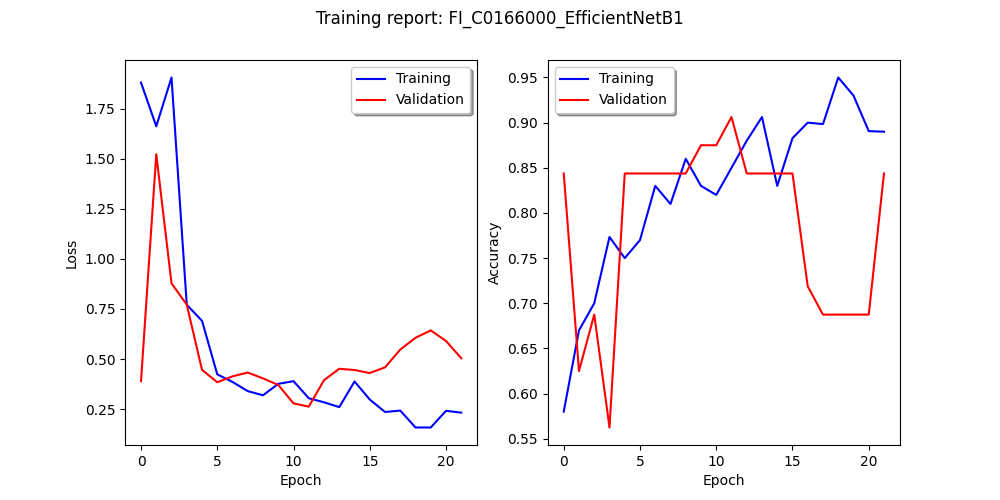 Training report: FI_C0166000_EfficientNetB1
Training
Validation
Loss
1.75
1.50
1.25
1.00
0.75
0.50
0.25
0 5 10 15 20
Epoch
Training
Validation
Accuracy
0.95
0.90
0.85
0.80
0.75
0.70
0.65
0.60
0.55
0 5 10 15 20
Epoch